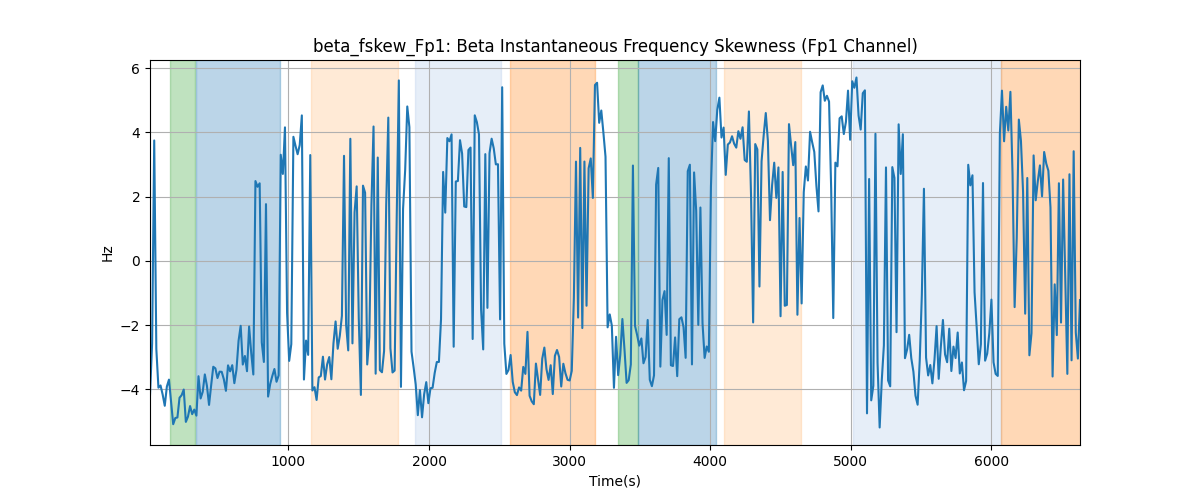 beta_fskew_Fp1: Beta Instantaneous Frequency Skewness (Fp1 Channel)
6
4
2
0
−2
−4
Hz
1000 2000 3000 4000 5000 6000
Time(s)